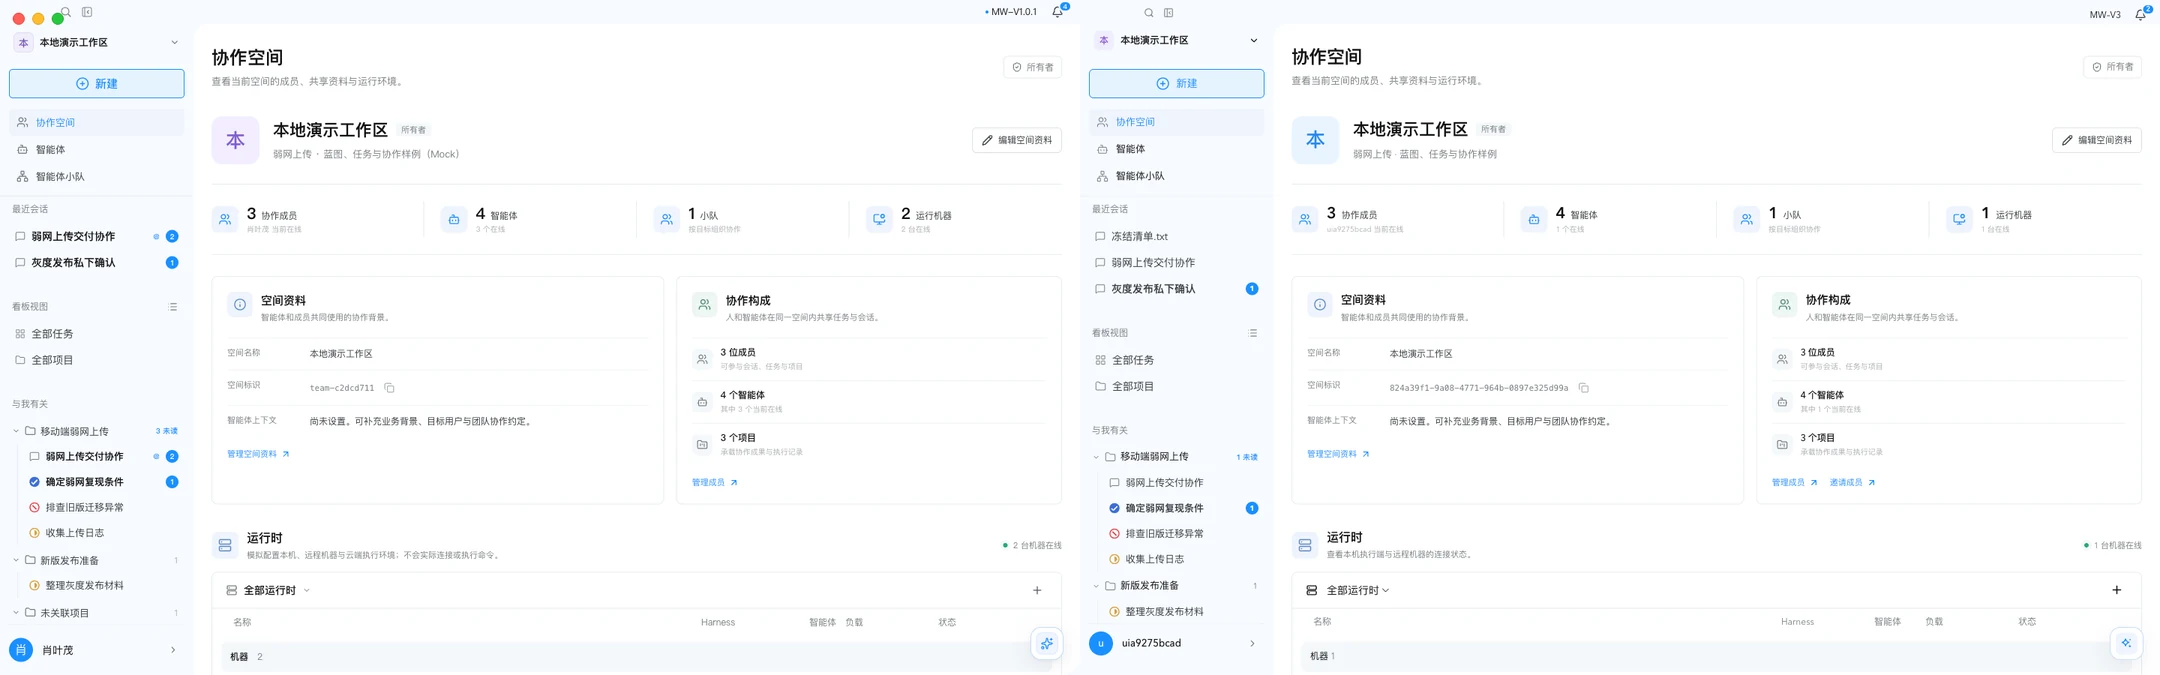 MW-V1.0.1
4
本 本地演示工作区
新建
协作空间
智能体
智能体小队
最近会话
弱网上传交付协作 @ 2
灰度发布私下确认 1
看板视图
全部任务
全部项目
与我有关
移动端弱网上传 3 未读
弱网上传交付协作 @ 2
确定弱网复现条件 1
排查旧版迁移异常
收集上传日志
新版发布准备 1
整理灰度发布材料
未关联项目 1
肖 肖叶茂
协作空间
查看当前空间的成员、共享资料与运行环境。
所有者
本 本地演示工作区 所有者
弱网上传 · 蓝图、任务与协作样例（Mock）
编辑空间资料
3 协作成员
肖叶茂 当前在线
4 智能体
3 个在线
1 小队
按目标组织协作
2 运行机器
2 台在线
空间资料
智能体和成员共同使用的协作背景。
空间名称 本地演示工作区
空间标识 team-c2dcd711
智能体上下文 尚未设置。可补充业务背景、目标用户与团队协作约定。
管理空间资料
协作构成
人和智能体在同一空间内共享任务与会话。
3 位成员
可参与会话、任务与项目
4 个智能体
其中 3 个当前在线
3 个项目
承载协作成果与执行记录
管理成员
运行时
模拟配置本机、远程机器与云端执行环境；不会实际连接或执行命令。
2 台机器在线
全部运行时
名称 Harness 智能体 负载 状态
机器 2
MW-V3
2
本 本地演示工作区
新建
协作空间
智能体
智能体小队
最近会话
冻结清单.txt
弱网上传交付协作
灰度发布私下确认 1
看板视图
全部任务
全部项目
与我有关
移动端弱网上传 1 未读
弱网上传交付协作
确定弱网复现条件 1
排查旧版迁移异常
收集上传日志
新版发布准备 1
整理灰度发布材料
u uia9275bcad
协作空间
查看当前空间的成员、共享资料与运行环境。
所有者
本 本地演示工作区 所有者
弱网上传 · 蓝图、任务与协作样例
编辑空间资料
3 协作成员
uia9275bcad 当前在线
4 智能体
1 个在线
1 小队
按目标组织协作
1 运行机器
1 台在线
空间资料
智能体和成员共同使用的协作背景。
空间名称 本地演示工作区
空间标识 824a39f1-9a08-4771-964b-0897e325d99a
智能体上下文 尚未设置。可补充业务背景、目标用户与团队协作约定。
管理空间资料
协作构成
人和智能体在同一空间内共享任务与会话。
3 位成员
可参与会话、任务与项目
4 个智能体
其中 1 个当前在线
3 个项目
承载协作成果与执行记录
管理成员 邀请成员
运行时
查看本机执行端与远程机器的连接状态。
1 台机器在线
全部运行时
名称 Harness 智能体 负载 状态
机器 1